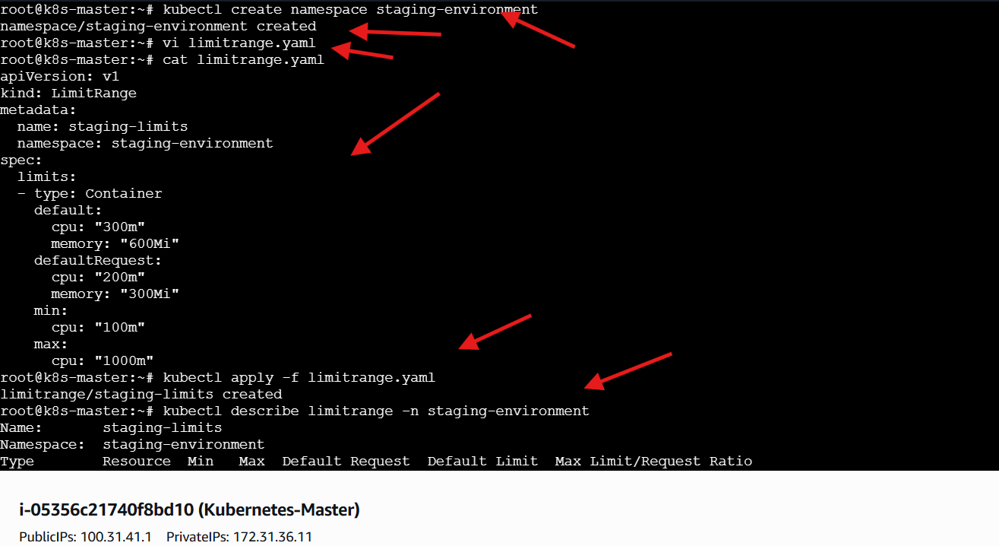 root@k8s-master:~# kubectl create namespace staging-environment
namespace/staging-environment created
root@k8s-master:~# vi limitrange.yaml
root@k8s-master:~# cat limitrange.yaml
apiVersion: v1
kind: LimitRange
metadata:
  name: staging-limits
  namespace: staging-environment
spec:
  limits:
  - type: Container
    default:
      cpu: "300m"
      memory: "600Mi"
    defaultRequest:
      cpu: "200m"
      memory: "300Mi"
    min:
      cpu: "100m"
    max:
      cpu: "1000m"
root@k8s-master:~# kubectl apply -f limitrange.yaml
limitrange/staging-limits created
root@k8s-master:~# kubectl describe limitrange -n staging-environment
Name:       staging-limits
Namespace:  staging-environment
Type        Resource  Min   Max  Default Request  Default Limit  Max Limit/Request Ratio
i-05356c21740f8bd10 (Kubernetes-Master)
PublicIPs: 100.31.41.1    PrivateIPs: 172.31.36.11